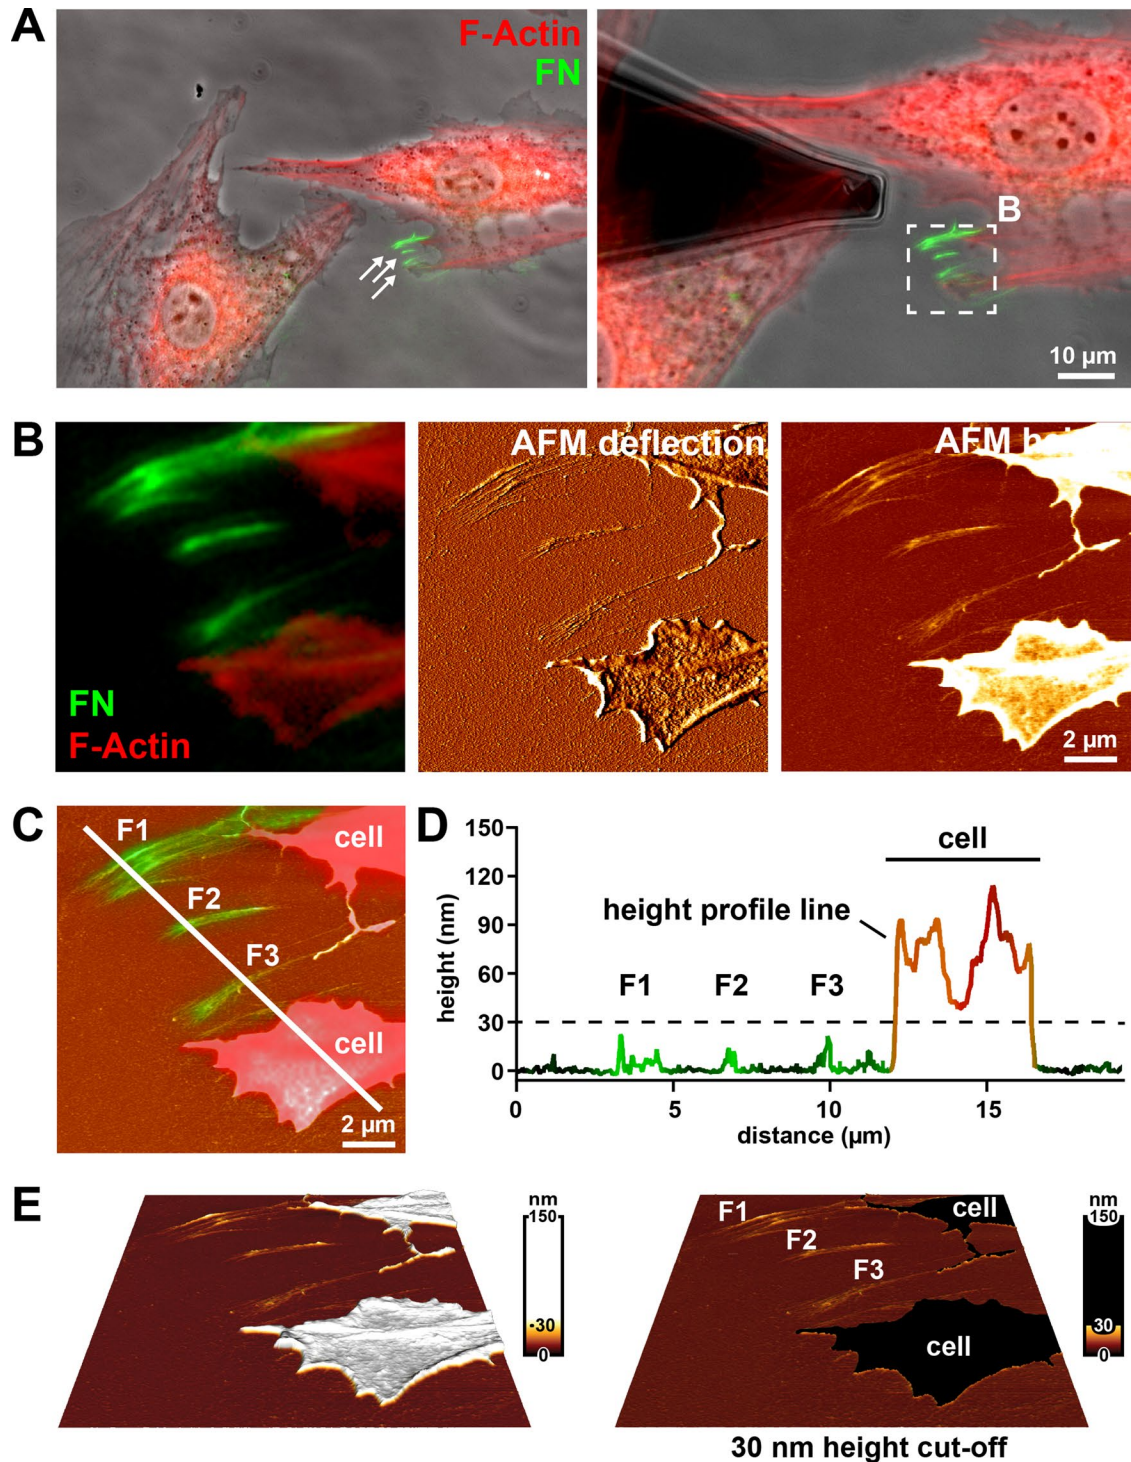 A
F-Actin
FN
B
10 µm
B
FN
F-Actin
AFM deflection
AFM
2 µm
C
F1
F2
F3
cell
cell
2 µm
D
height (nm)
150
120
90
60
30
0
cell
height profile line
F1
F2
F3
0
5
10
15
distance (µm)
E
nm
150
30
0
F1
F2
F3
cell
cell
nm
150
30
0
30 nm height cut-off